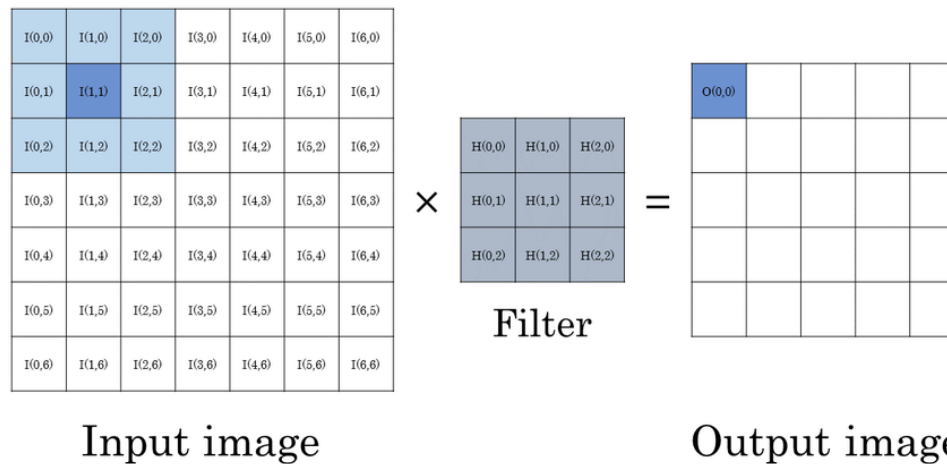 I(0,0) I(1,0) I(2,0) I(3,0) I(4,0) I(5,0) I(6,0)
I(0,1) I(1,1) I(2,1) I(3,1) I(4,1) I(5,1) I(6,1)
I(0,2) I(1,2) I(2,2) I(3,2) I(4,2) I(5,2) I(6,2)
I(0,3) I(1,3) I(2,3) I(3,3) I(4,3) I(5,3) I(6,3)
I(0,4) I(1,4) I(2,4) I(3,4) I(4,4) I(5,4) I(6,4)
I(0,5) I(1,5) I(2,5) I(3,5) I(4,5) I(5,5) I(6,5)
I(0,6) I(1,6) I(2,6) I(3,6) I(4,6) I(5,6) I(6,6)
Input image
×
H(0,0) H(1,0) H(2,0)
H(0,1) H(1,1) H(2,1)
H(0,2) H(1,2) H(2,2)
Filter
=
O(0,0)
Output image